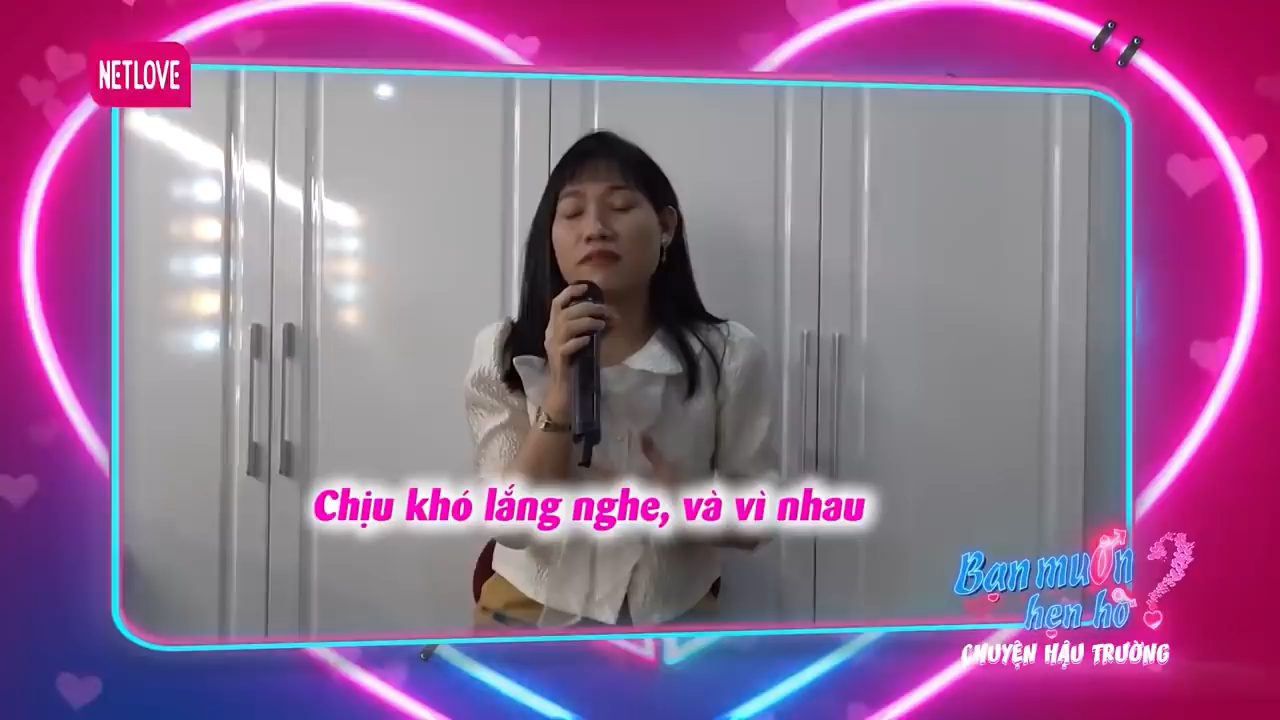 NETLOVE
Chịu khó lắng nghe, và vì nhau
Bạn muốn
hẹn hò?
CHUYỆN HẬU TRƯỜNG